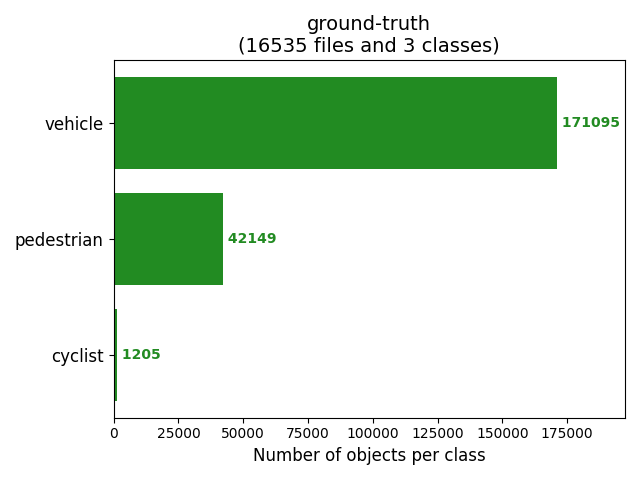 ground-truth
(16535 files and 3 classes)
vehicle
171095
pedestrian
42149
cyclist
1205
0 25000 50000 75000 100000 125000 150000 175000
Number of objects per class